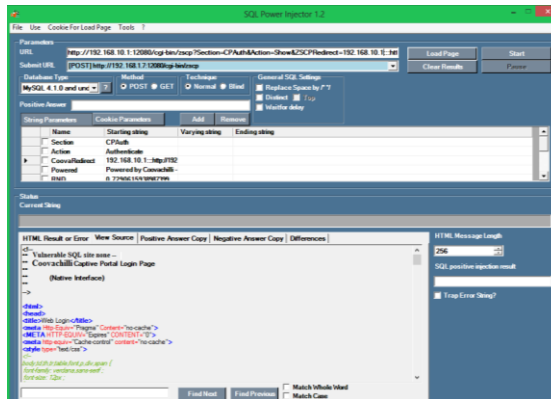 SQL Power Injector 1.2
File Use Cookie For Load Page Tools ?
Parameters
URL http://192.168.10.1:12080/cgi-bin/zscp?Section=CPAuth&Action=Show&ZSCPRedirect=192.168.10.1:::htt Load Page Start
Submit URL [POST] http://192.168.1.7:12080/cgi-bin/zscp Clear Results Pause
Database Type Method Technique General SQL Settings
MySQL 4.1.0 and unc ? POST GET Normal Blind Replace Space by /**/
Distinct
Positive Answer Waitfor delay
String Parameters Cookie Parameters Add Remove
Name Starting string Varying string Ending string
Section CPAuth
Action Authenticate
CoovaRedirect 192.168.10.1:::http://192
Powered Powered by Coovachilli --
RND
Status
Current String
HTML Result or Error View Source Positive Answer Copy Negative Answer Copy Differences HTML Message Length
<!--
** Vulnerable SQL site none -- 256
** Coovachilli Captive Portal Login Page
** SQL positive injection result
** (Native Interface)
**
--> Trap Error String?
<html>
<head>
<title>Web Login</title>
<meta Http-Equiv="Pragma" Content="no-cache">
<META HTTP-EQUIV="Expires" CONTENT="0">
<meta http-equiv="Cache-control" content="no-cache">
<style type="text/css">
<!--
font-family: verdana,sans-serif;
font-size: 12px;
Find Next Find Previous Match Whole Word
Match Case